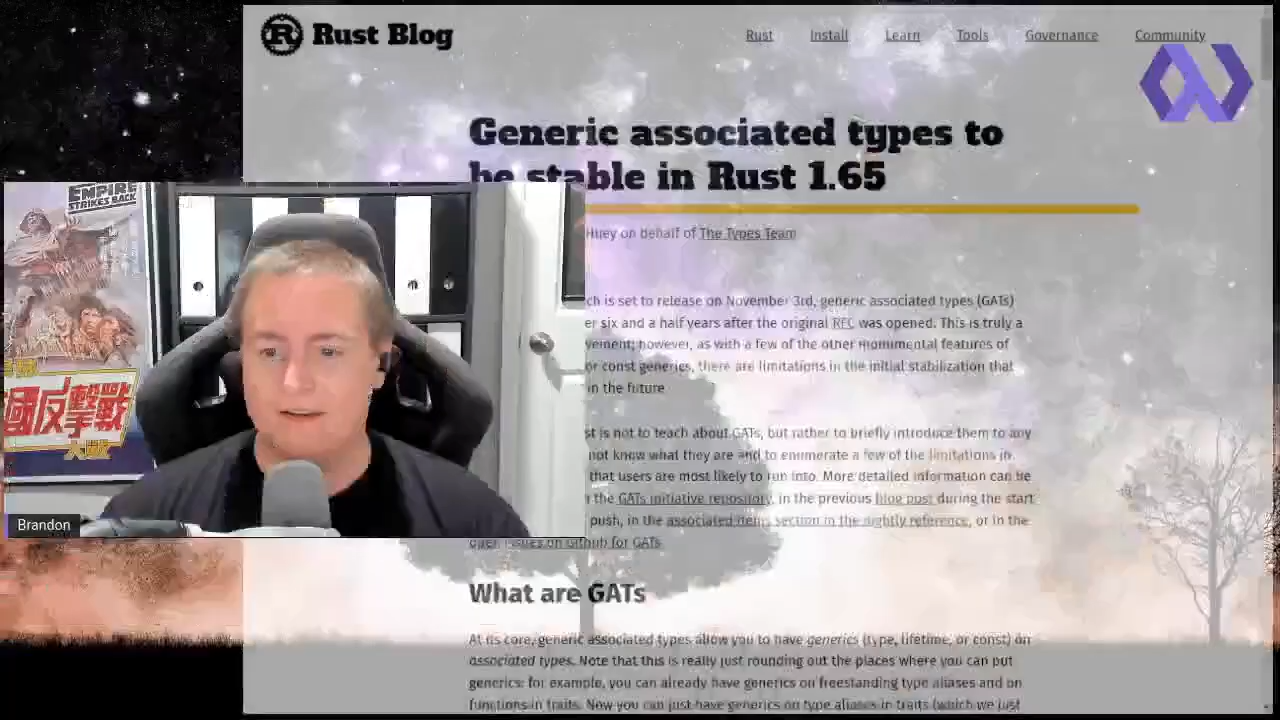 Rust Blog
Rust Install Learn Tools Governance Community
Generic associated types to
be stable in Rust 1.65
Huey on behalf of The Types Team
ch is set to release on November 3rd, generic associated types (GATs)
er six and a half years after the original RFC was opened. This is truly a
vement; however, as with a few of the other monumental features of
or const generics, there are limitations in the initial stabilization that
in the future
st is not to teach about GATs, but rather to briefly introduce them to any
not know what they are and to enumerate a few of the limitations in
that users are most likely to run into. More detailed information can be
the GATs initiative repository, in the previous blog post during the start
push, in the associated items section in the nightly reference, or in the
open issues on Github for GATs
What are GATs
At its core, generic associated types allow you to have generics (type, lifetime, or const) on
associated types. Note that this is really just rounding out the places where you can put
generics: for example, you can already have generics on freestanding type aliases and on
functions in traits. Now you can just have generics on type aliases in traits (which we just
EMPIRE
STRIKES BACK
國反擊戰
大戰
Brandon